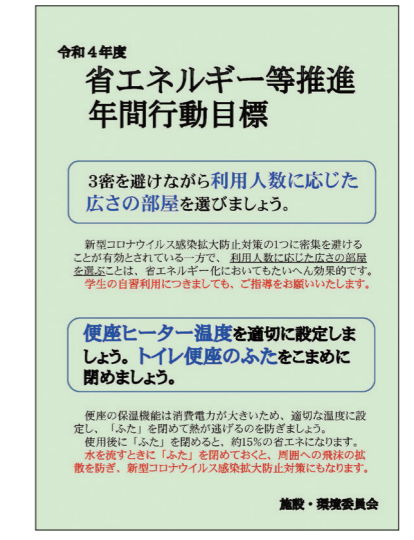 令和4年度
省エネルギー等推進
年間行動目標
3密を避けながら利用人数に応じた
広さの部屋を選びましょう。
新型コロナウイルス感染拡大防止対策の1つに密集を避ける
ことが有効とされている一方で、利用人数に応じた広さの部屋
を選ぶことは、省エネルギー化においてもたいへん効果的です。
学生の自習利用につきましても、ご指導をお願いいたします。
便座ヒーター温度を適切に設定しま
しょう。トイレ便座のふたをこまめに
閉めましょう。
便座の保温機能は消費電力が大きいため、適切な温度に設
定し、「ふた」を閉めて熱が逃げるのを防ぎましょう。
使用後に「ふた」を閉めると、約15%の省エネになります。
水を流すときに「ふた」を閉めておくと、周囲への飛沫の拡
散を防ぎ、新型コロナウイルス感染拡大防止対策にもなります。
施設・環境委員会